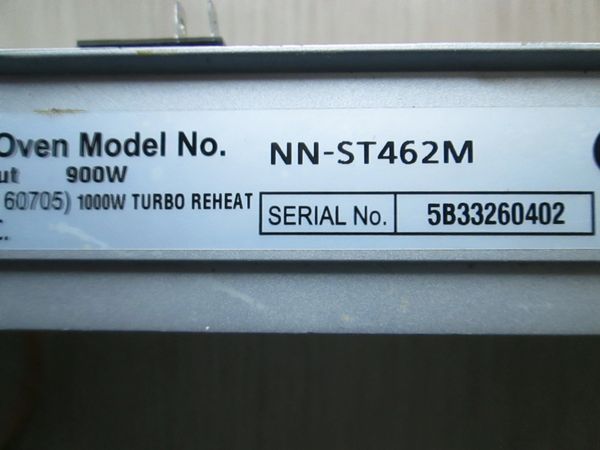 Oven Model No. NN-ST462M
ut 900W
60705) 1000W TURBO REHEAT
SERIAL No. 5B33260402